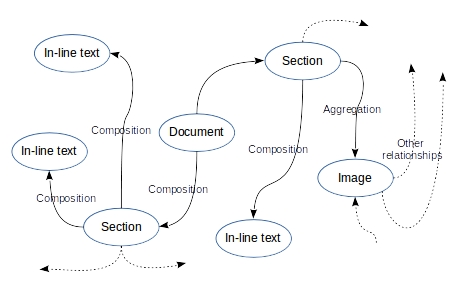 In-line text
Section
Aggregation
Composition
Document
Other
relationships
In-line text
Composition
Composition
Composition
Image
Section
In-line text